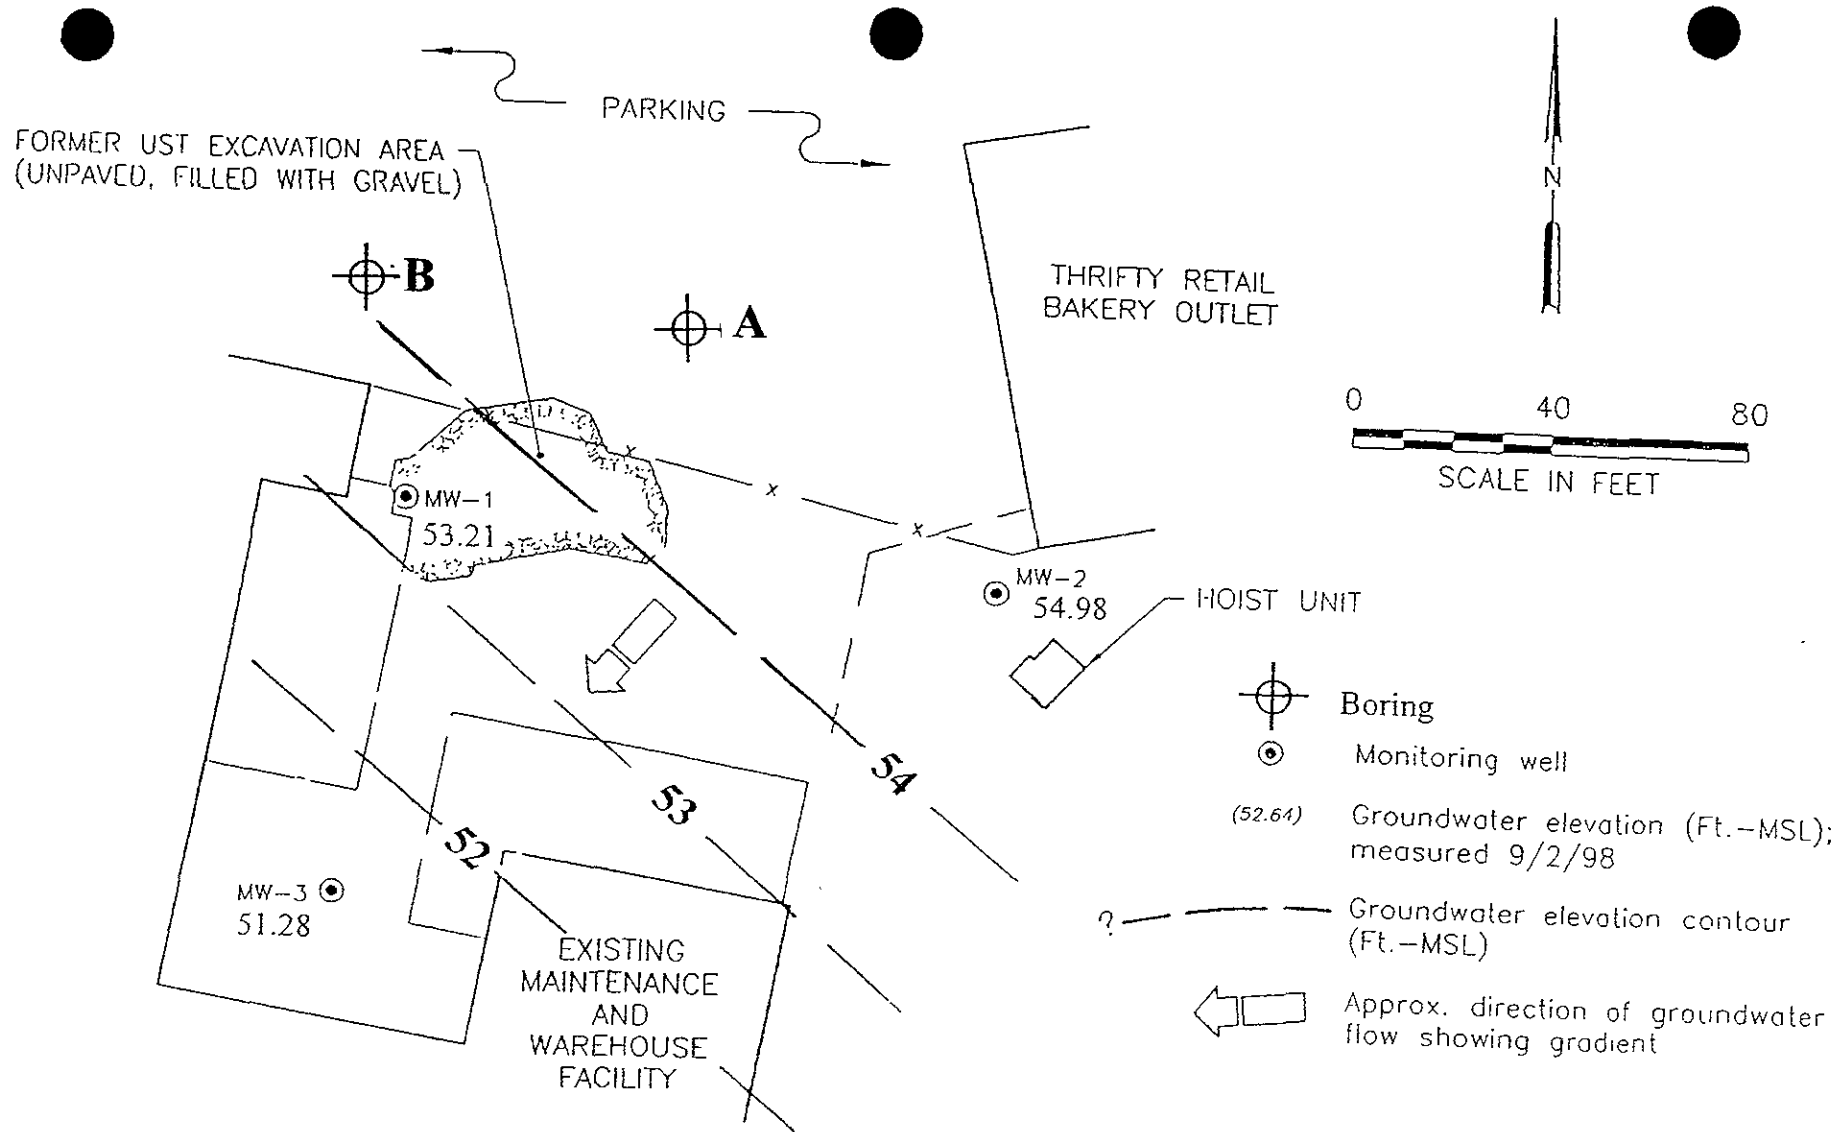 PARKING
FORMER UST EXCAVATION AREA
(UNPAVED, FILLED WITH GRAVEL)
N
B
A
THRIFTY RETAIL
BAKERY OUTLET
0 40 80
SCALE IN FEET
MW-1
53.21
x
x
x
MW-2
54.98
HOIST UNIT
54
53
52
MW-3
51.28
EXISTING
MAINTENANCE
AND
WAREHOUSE
FACILITY
Boring
Monitoring well
(52.64) Groundwater elevation (Ft.-MSL);
measured 9/2/98
? Groundwater elevation contour
(Ft.-MSL)
Approx. direction of groundwater
flow showing gradient